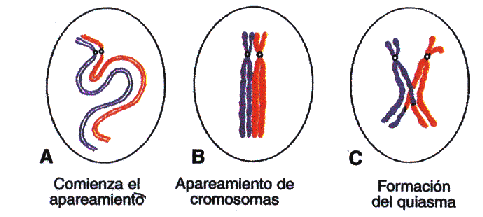 A
B
C
Comienza el
apareamiento
Apareamiento de
cromosomas
Formación
del quiasma